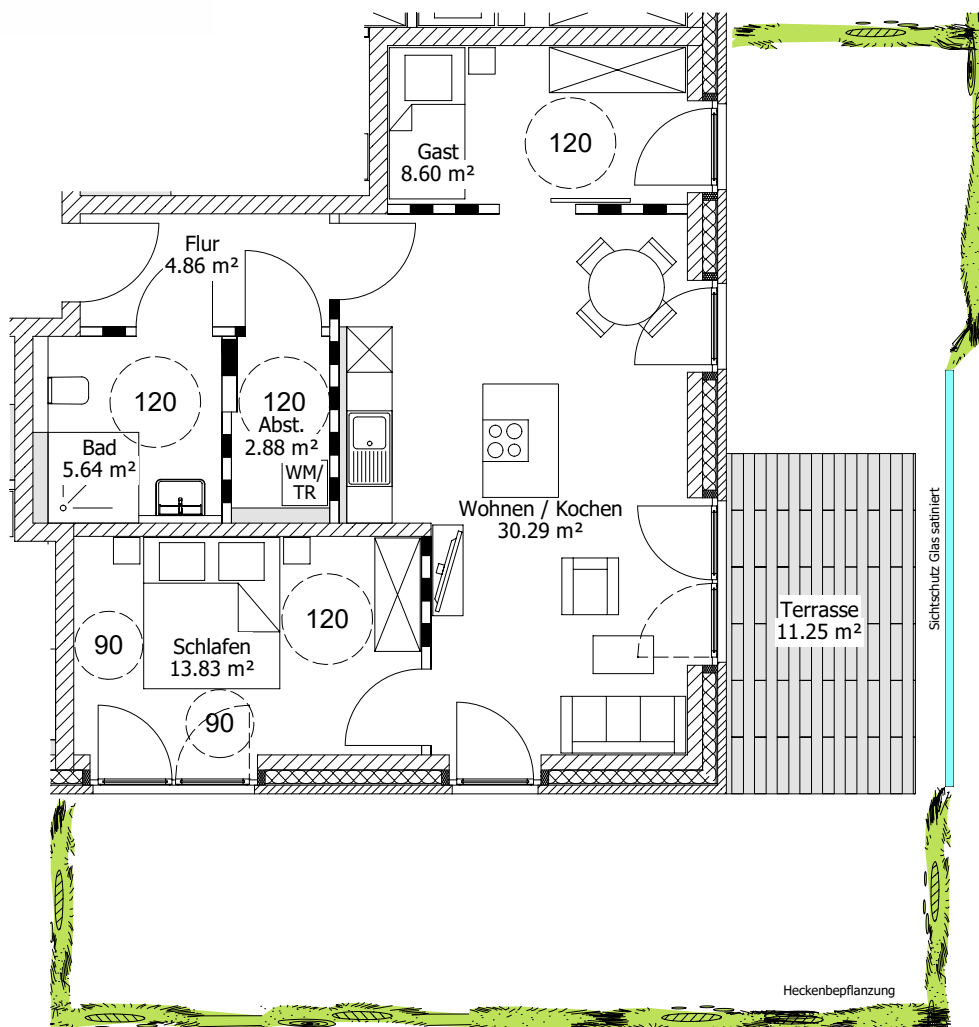 Gast
8.60 m²
120
Flur
4.86 m²
120
120
Bad
5.64 m²
Abst.
2.88 m²
WM/
TR
Wohnen / Kochen
30.29 m²
Sichtschutz Glas satiniert
120
90
Schlafen
13.83 m²
90
Terrasse
11.25 m²
Heckenbepflanzung